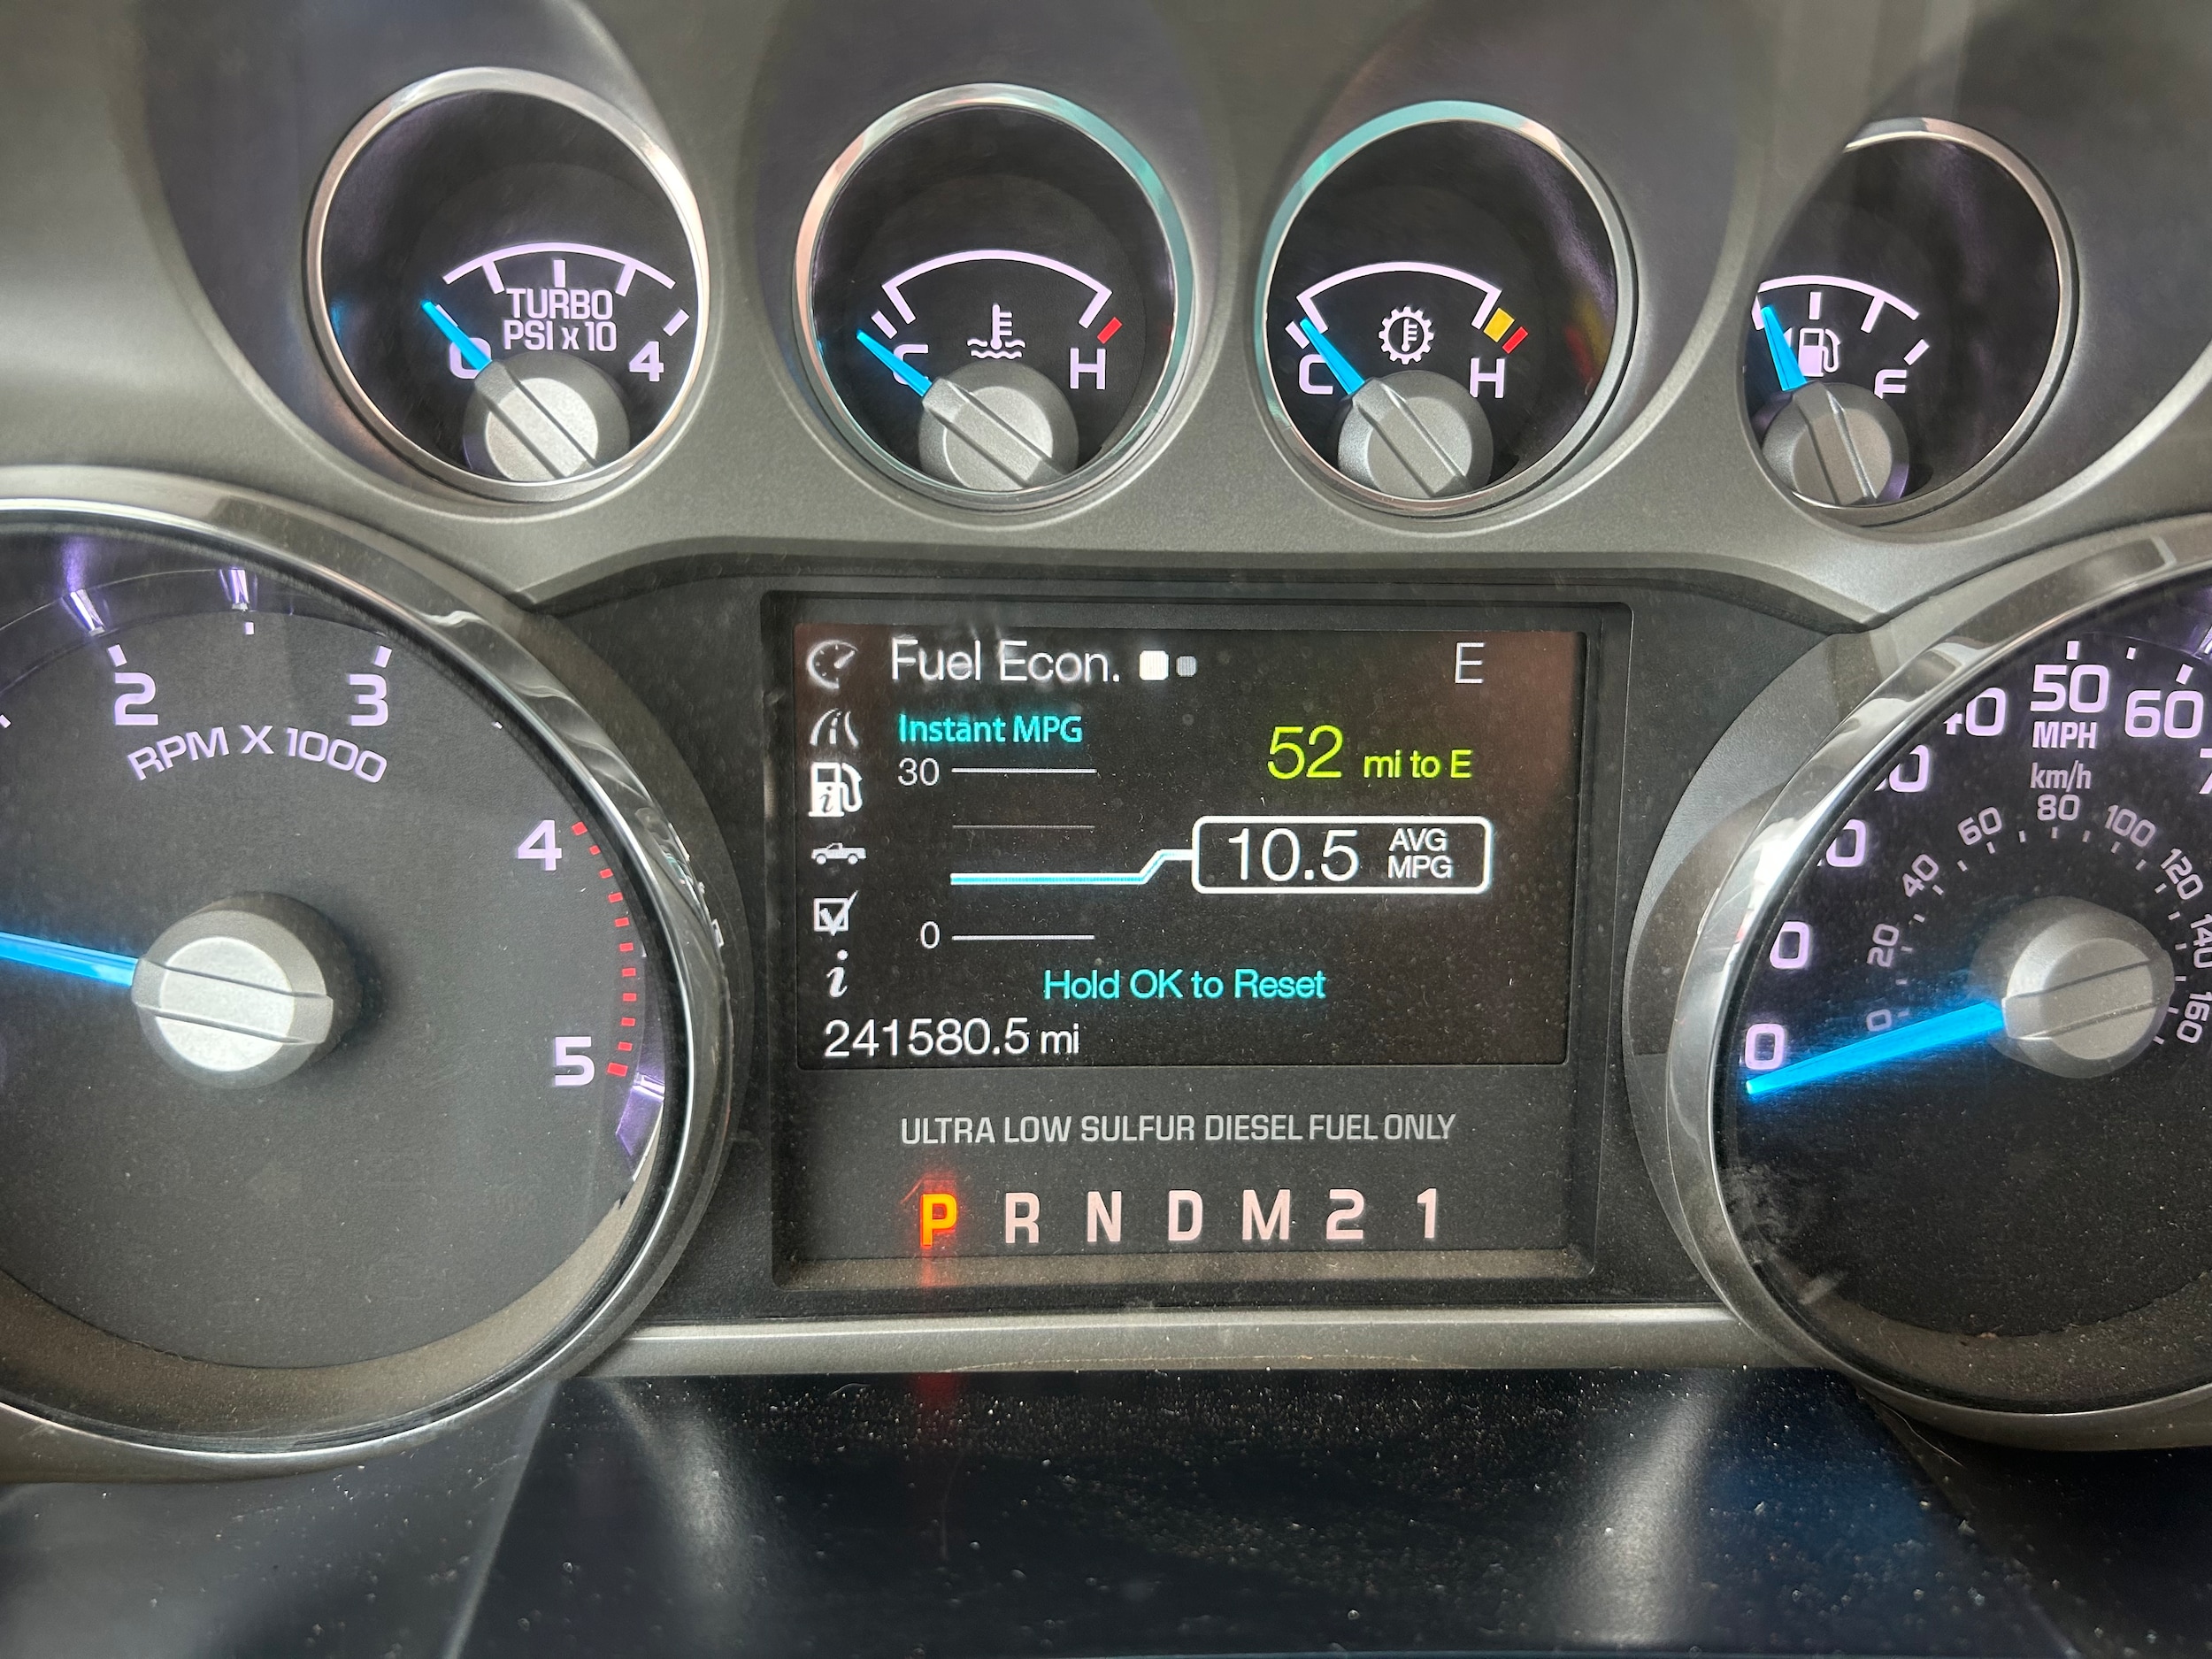 TURBO
PSI x 10
0 4
C H
C H
F
2 3
RPM X 1000
4
5
Fuel Econ. E
Instant MPG
30
52 mi to E
10.5 AVG
MPG
0
Hold OK to Reset
241580.5 mi
ULTRA LOW SULFUR DIESEL FUEL ONLY
P R N D M 2 1
40 50 60
MPH
km/h
0 20 40 60 80 100 120 140 160
0